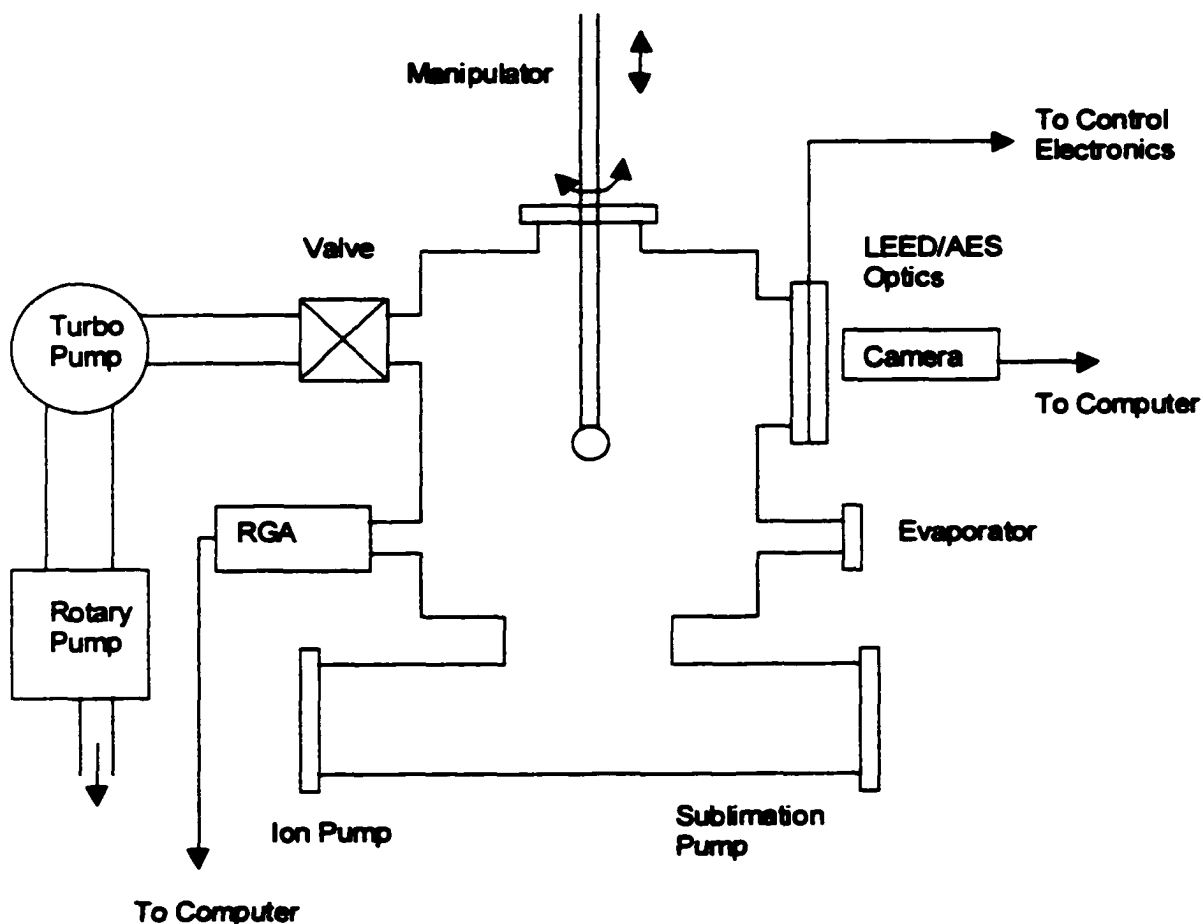 Manipulator
To Control
Electronics
Valve
LEED/AES
Optics
Turbo
Pump
Camera
To Computer
RGA
Evaporator
Rotary
Pump
Ion Pump
Sublimation
Pump
To Computer